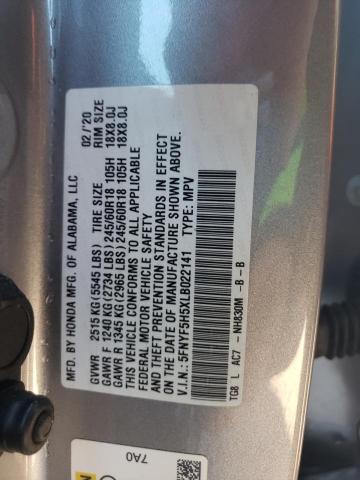 MFD. BY HONDA MFG. OF ALABAMA, LLC 02/'20
GVWR 2515 KG(5545 LBS) TIRE SIZE RIM SIZE
GAWR F 1240 KG(2734 LBS)245/60R18 105H 18X8.0J
GAWR R 1345 KG(2965 LBS)245/60R18 105H 18X8.0J
THIS VEHICLE CONFORMS TO ALL APPLICABLE
FEDERAL MOTOR VEHICLE SAFETY
AND THEFT PREVENTION STANDARDS IN EFFECT
ON THE DATE OF MANUFACTURE SHOWN ABOVE.
V.I.N.: 5FNYF5H5XLB022141 TYPE: MPV
TG8 L AC7 - NH830M -B -B
7A0